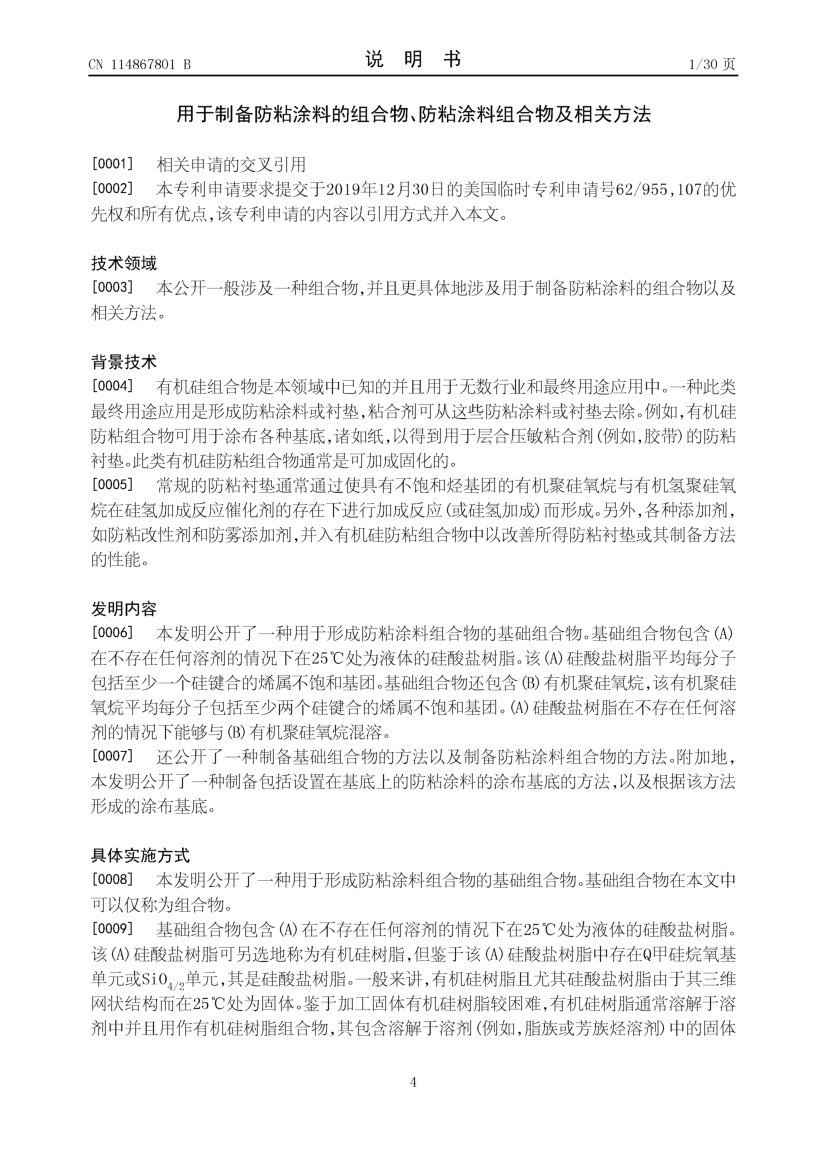 CN 114867801 B
说 明 书
1/30 页
用于制备防粘涂料的组合物、防粘涂料组合物及相关方法
[0001] 相关申请的交叉引用
[0002] 本专利申请要求提交于2019年12月30日的美国临时专利申请号62/955,107的优
先权和所有优点,该专利申请的内容以引用方式并入本文。
技术领域
[0003] 本公开一般涉及一种组合物,并且更具体地涉及用于制备防粘涂料的组合物以及
相关方法。
背景技术
[0004] 有机硅组合物是本领域中已知的并且用于无数行业和最终用途应用中。一种此类
最终用途应用是形成防粘涂料或衬垫,粘合剂可从这些防粘涂料或衬垫去除。例如,有机硅
防粘组合物可用于涂布各种基底,诸如纸,以得到用于层合压敏粘合剂(例如,胶带)的防粘
衬垫。此类有机硅防粘组合物通常是可加成固化的。
[0005] 常规的防粘衬垫通常通过使具有不饱和烃基团的有机聚硅氧烷与有机氢聚硅氧
烷在硅氢加成反应催化剂的存在下进行加成反应(或硅氢加成)而形成。另外,各种添加剂,
如防粘改性剂和防雾添加剂,并入有机硅防粘组合物中以改善所得防粘衬垫或其制备方法
的性能。
发明内容
[0006] 本发明公开了一种用于形成防粘涂料组合物的基础组合物。基础组合物包含(A)
在不存在任何溶剂的情况下在25℃处为液体的硅酸盐树脂。该(A)硅酸盐树脂平均每分子
包括至少一个硅键合的烯属不饱和基团。基础组合物还包含(B)有机聚硅氧烷,该有机聚硅
氧烷平均每分子包括至少两个硅键合的烯属不饱和基团。(A)硅酸盐树脂在不存在任何溶
剂的情况下能够与(B)有机聚硅氧烷混溶。
[0007] 还公开了一种制备基础组合物的方法以及制备防粘涂料组合物的方法。附加地,
本发明公开了一种制备包括设置在基底上的防粘涂料的涂布基底的方法,以及根据该方法
形成的涂布基底。
具体实施方式
[0008] 本发明公开了一种用于形成防粘涂料组合物的基础组合物。基础组合物在本文中
可以仅称为组合物。
[0009] 基础组合物包含(A)在不存在任何溶剂的情况下在25℃处为液体的硅酸盐树脂。
该(A)硅酸盐树脂可另选地称为有机硅树脂,但鉴于该(A)硅酸盐树脂中存在Q甲硅烷氧基
单元或SiO4/2单元,其是硅酸盐树脂。一般来讲,有机硅树脂且尤其硅酸盐树脂由于其三维
网状结构而在25℃处为固体。鉴于加工固体有机硅树脂较困难,有机硅树脂通常溶解于溶
剂中并且用作有机硅树脂组合物,其包含溶解于溶剂(例如,脂族或芳族烃溶剂)中的固体
4